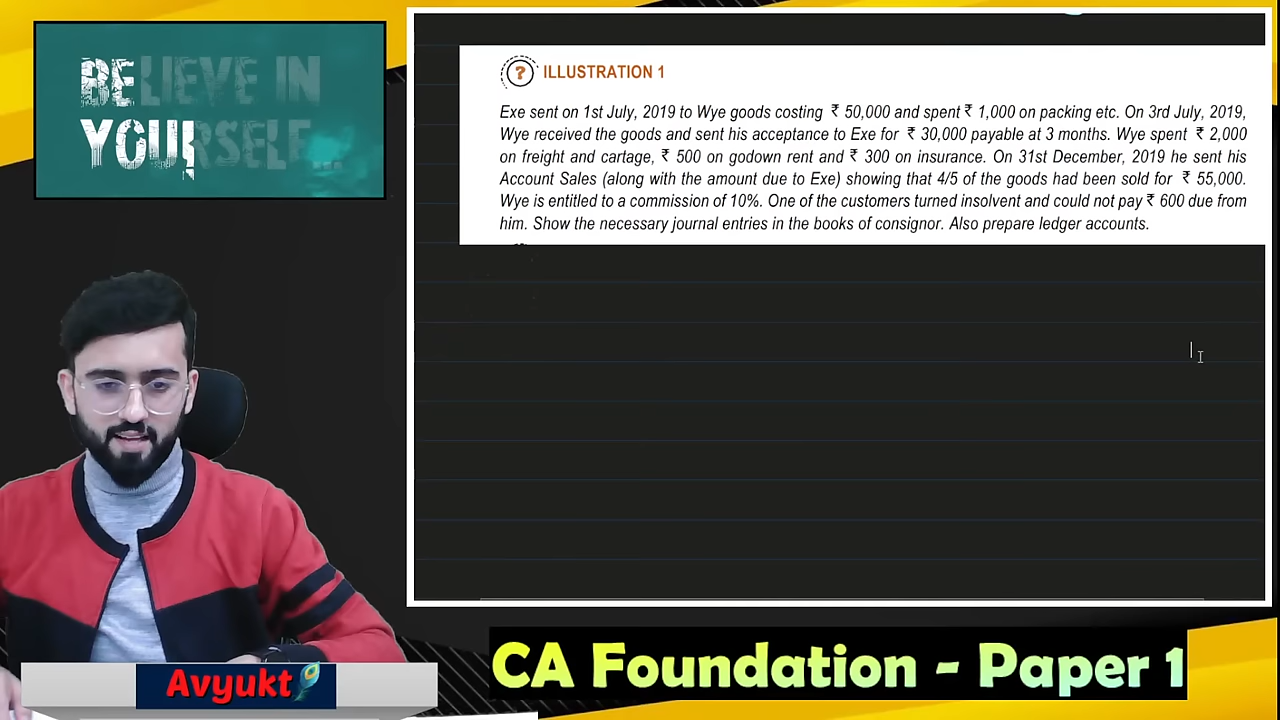 BELIEVE IN
YOURSELF...
ILLUSTRATION 1
Exe sent on 1st July, 2019 to Wye goods costing ₹ 50,000 and spent ₹ 1,000 on packing etc. On 3rd July, 2019,
Wye received the goods and sent his acceptance to Exe for ₹ 30,000 payable at 3 months. Wye spent ₹ 2,000
on freight and cartage, ₹ 500 on godown rent and ₹ 300 on insurance. On 31st December, 2019 he sent his
Account Sales (along with the amount due to Exe) showing that 4/5 of the goods had been sold for ₹ 55,000.
Wye is entitled to a commission of 10%. One of the customers turned insolvent and could not pay ₹ 600 due from
him. Show the necessary journal entries in the books of consignor. Also prepare ledger accounts.
Avyukt
CA Foundation - Paper 1